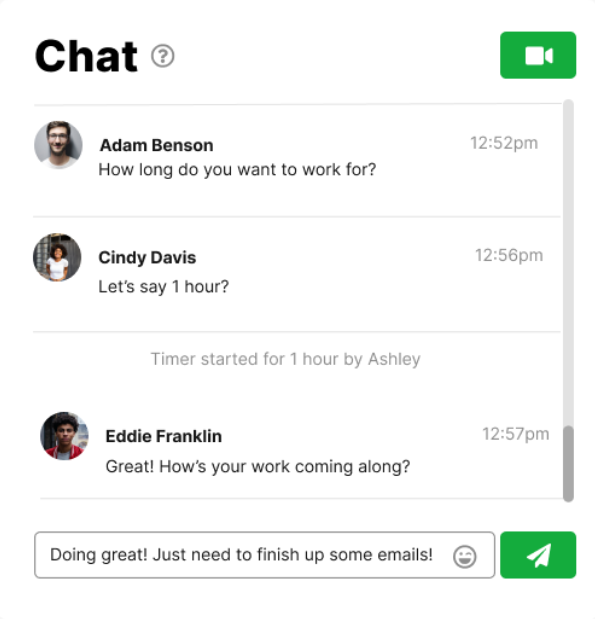 Chat ?
Adam Benson 12:52pm
How long do you want to work for?
Cindy Davis 12:56pm
Let’s say 1 hour?
Timer started for 1 hour by Ashley
Eddie Franklin 12:57pm
Great! How’s your work coming along?
Doing great! Just need to finish up some emails!